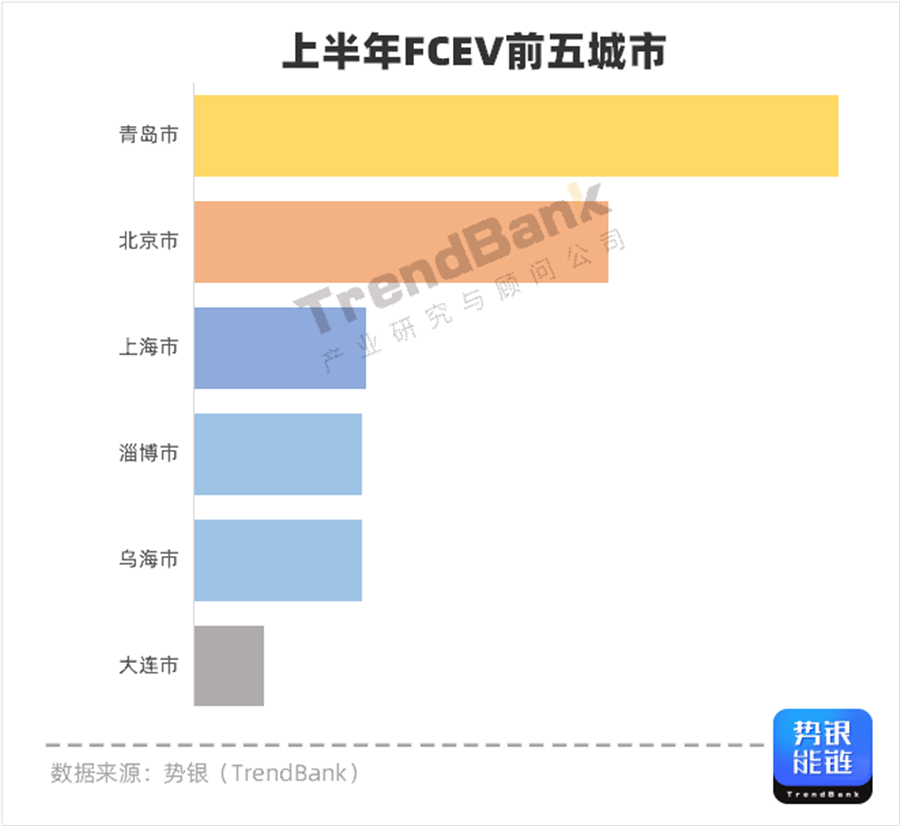 上半年FCEV前五城市
青岛市
北京市
上海市
淄博市
乌海市
大连市
TrendBank
产业研究与顾问公司
数据来源：势银（TrendBank）
势银
能链
TrendBank